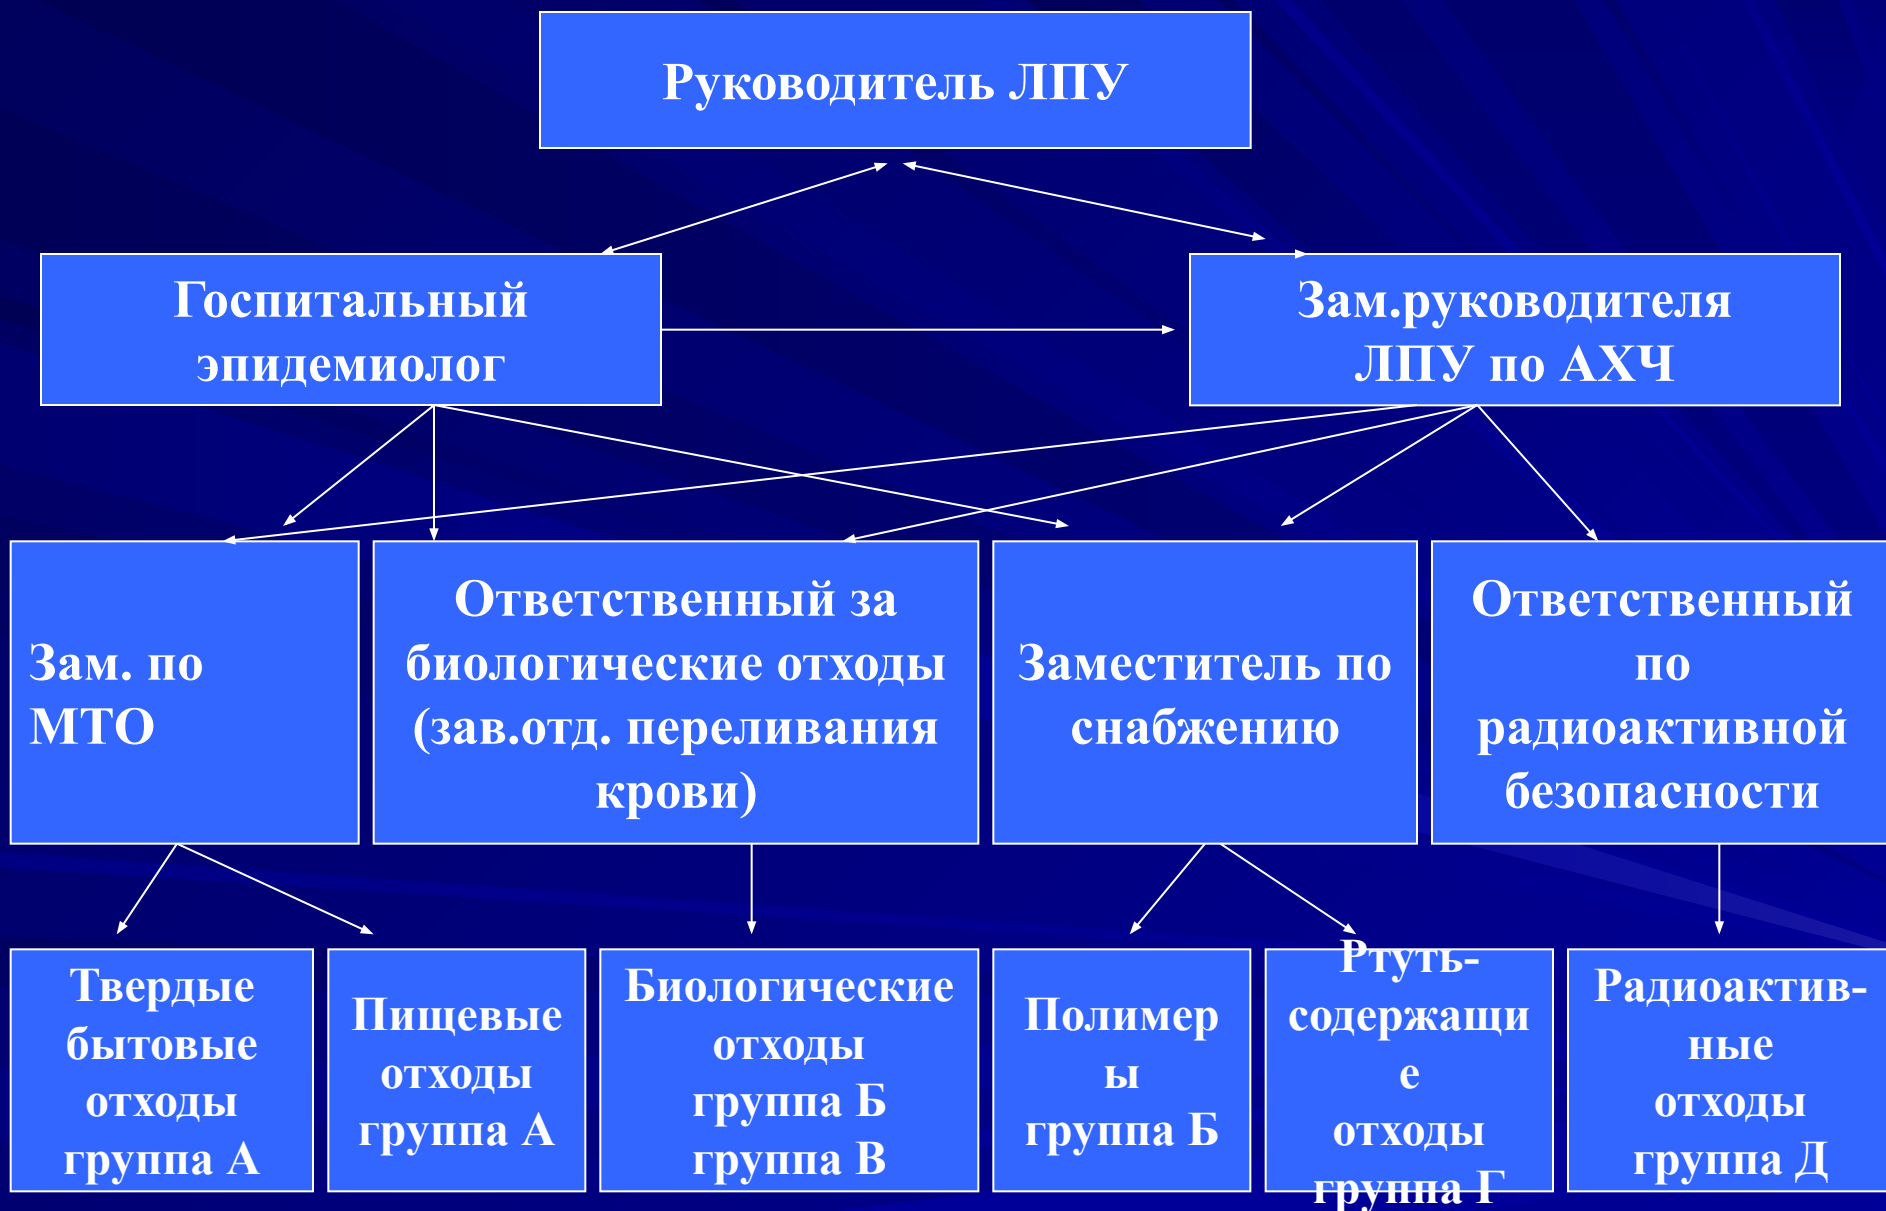 Руководитель ЛПУ
Госпитальный
эпидемиолог
Зам.руководителя
ЛПУ по АХЧ
Зам. по
МТО
Ответственный за
биологические отходы
(зав.отд. переливания
крови)
Заместитель по
снабжению
Ответственный
по
радиоактивной
безопасности
Твердые
бытовые
отходы
группа А
Пищевые
отходы
группа А
Биологические
отходы
группа Б
группа В
Полимер
ы
группа Б
Ртуть-
содержащи
е
отходы
группа Г
Радиоактив-
ные
отходы
группа Д